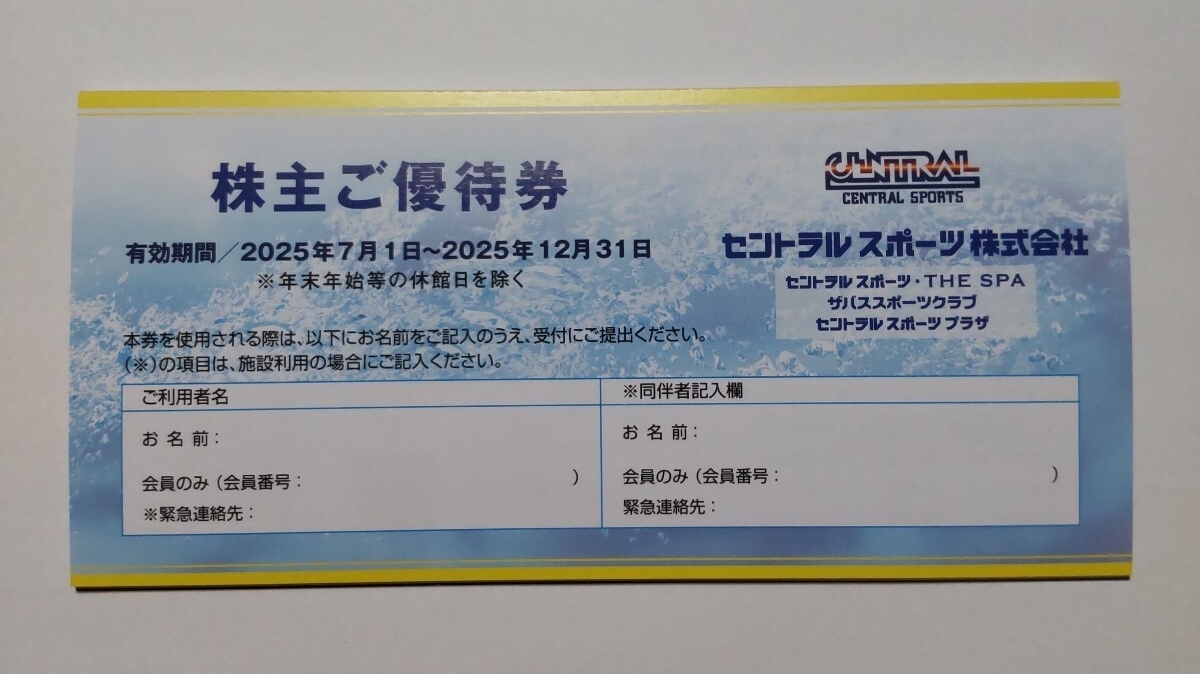 株主ご優待券
有効期間／2025年7月1日～2025年12月31日
※年末年始等の休館日を除く
CENTRAL
CENTRAL SPORTS
セントラルスポーツ株式会社
セントラルスポーツ・THE SPA
ザバススポーツクラブ
セントラルスポーツプラザ
本券を使用される際は、以下にお名前をご記入のうえ、受付にご提出ください。
（※）の項目は、施設利用の場合にご記入ください。
ご利用者名
お名前：
会員のみ（会員番号：　　　　）
※緊急連絡先：
※同伴者記入欄
お名前：
会員のみ（会員番号：　　　　）
緊急連絡先：